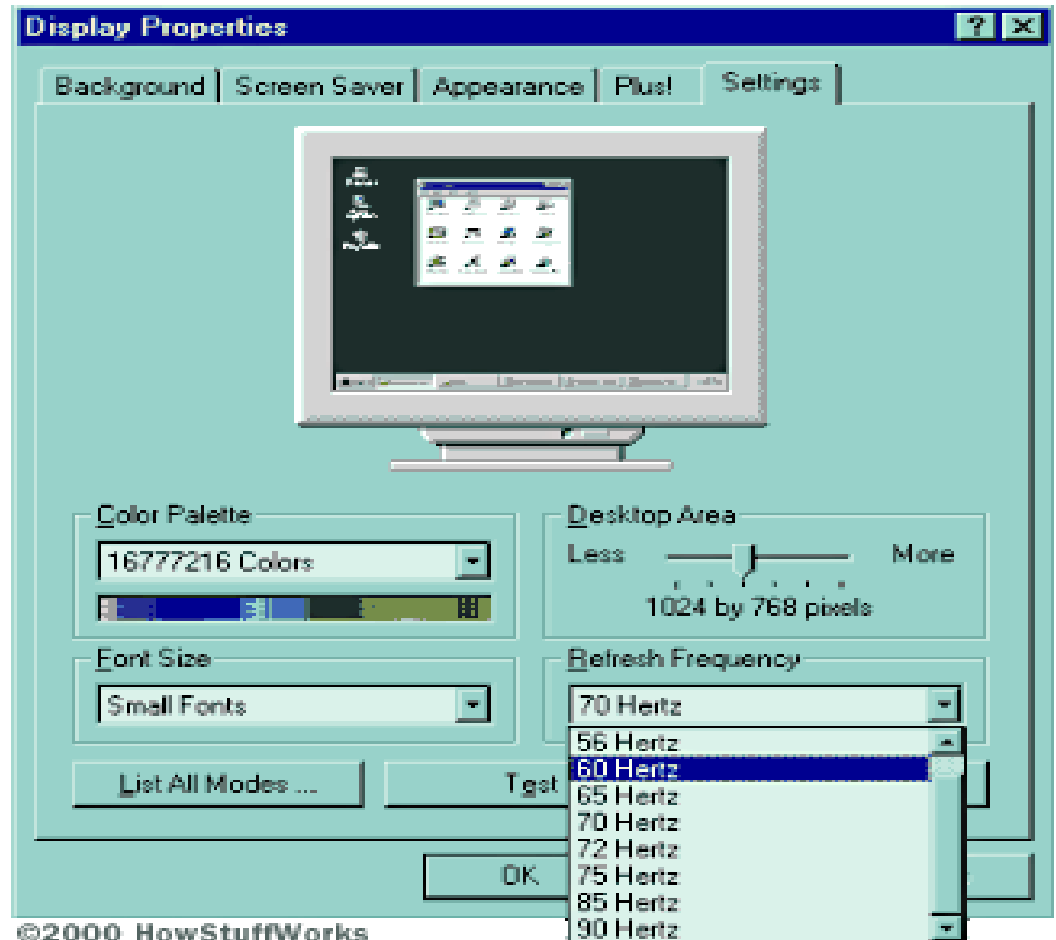 Display Properties
Background Screen Saver Appearance Plus! Settings
Color Palette
16777216 Colors
Desktop Area
Less More
1024 by 768 pixels
Font Size
Small Fonts
Refresh Frequency
70 Hertz
56 Hertz
60 Hertz
65 Hertz
70 Hertz
72 Hertz
75 Hertz
85 Hertz
90 Hertz
List All Modes ...
Test
OK
©2000 HowStuffWorks